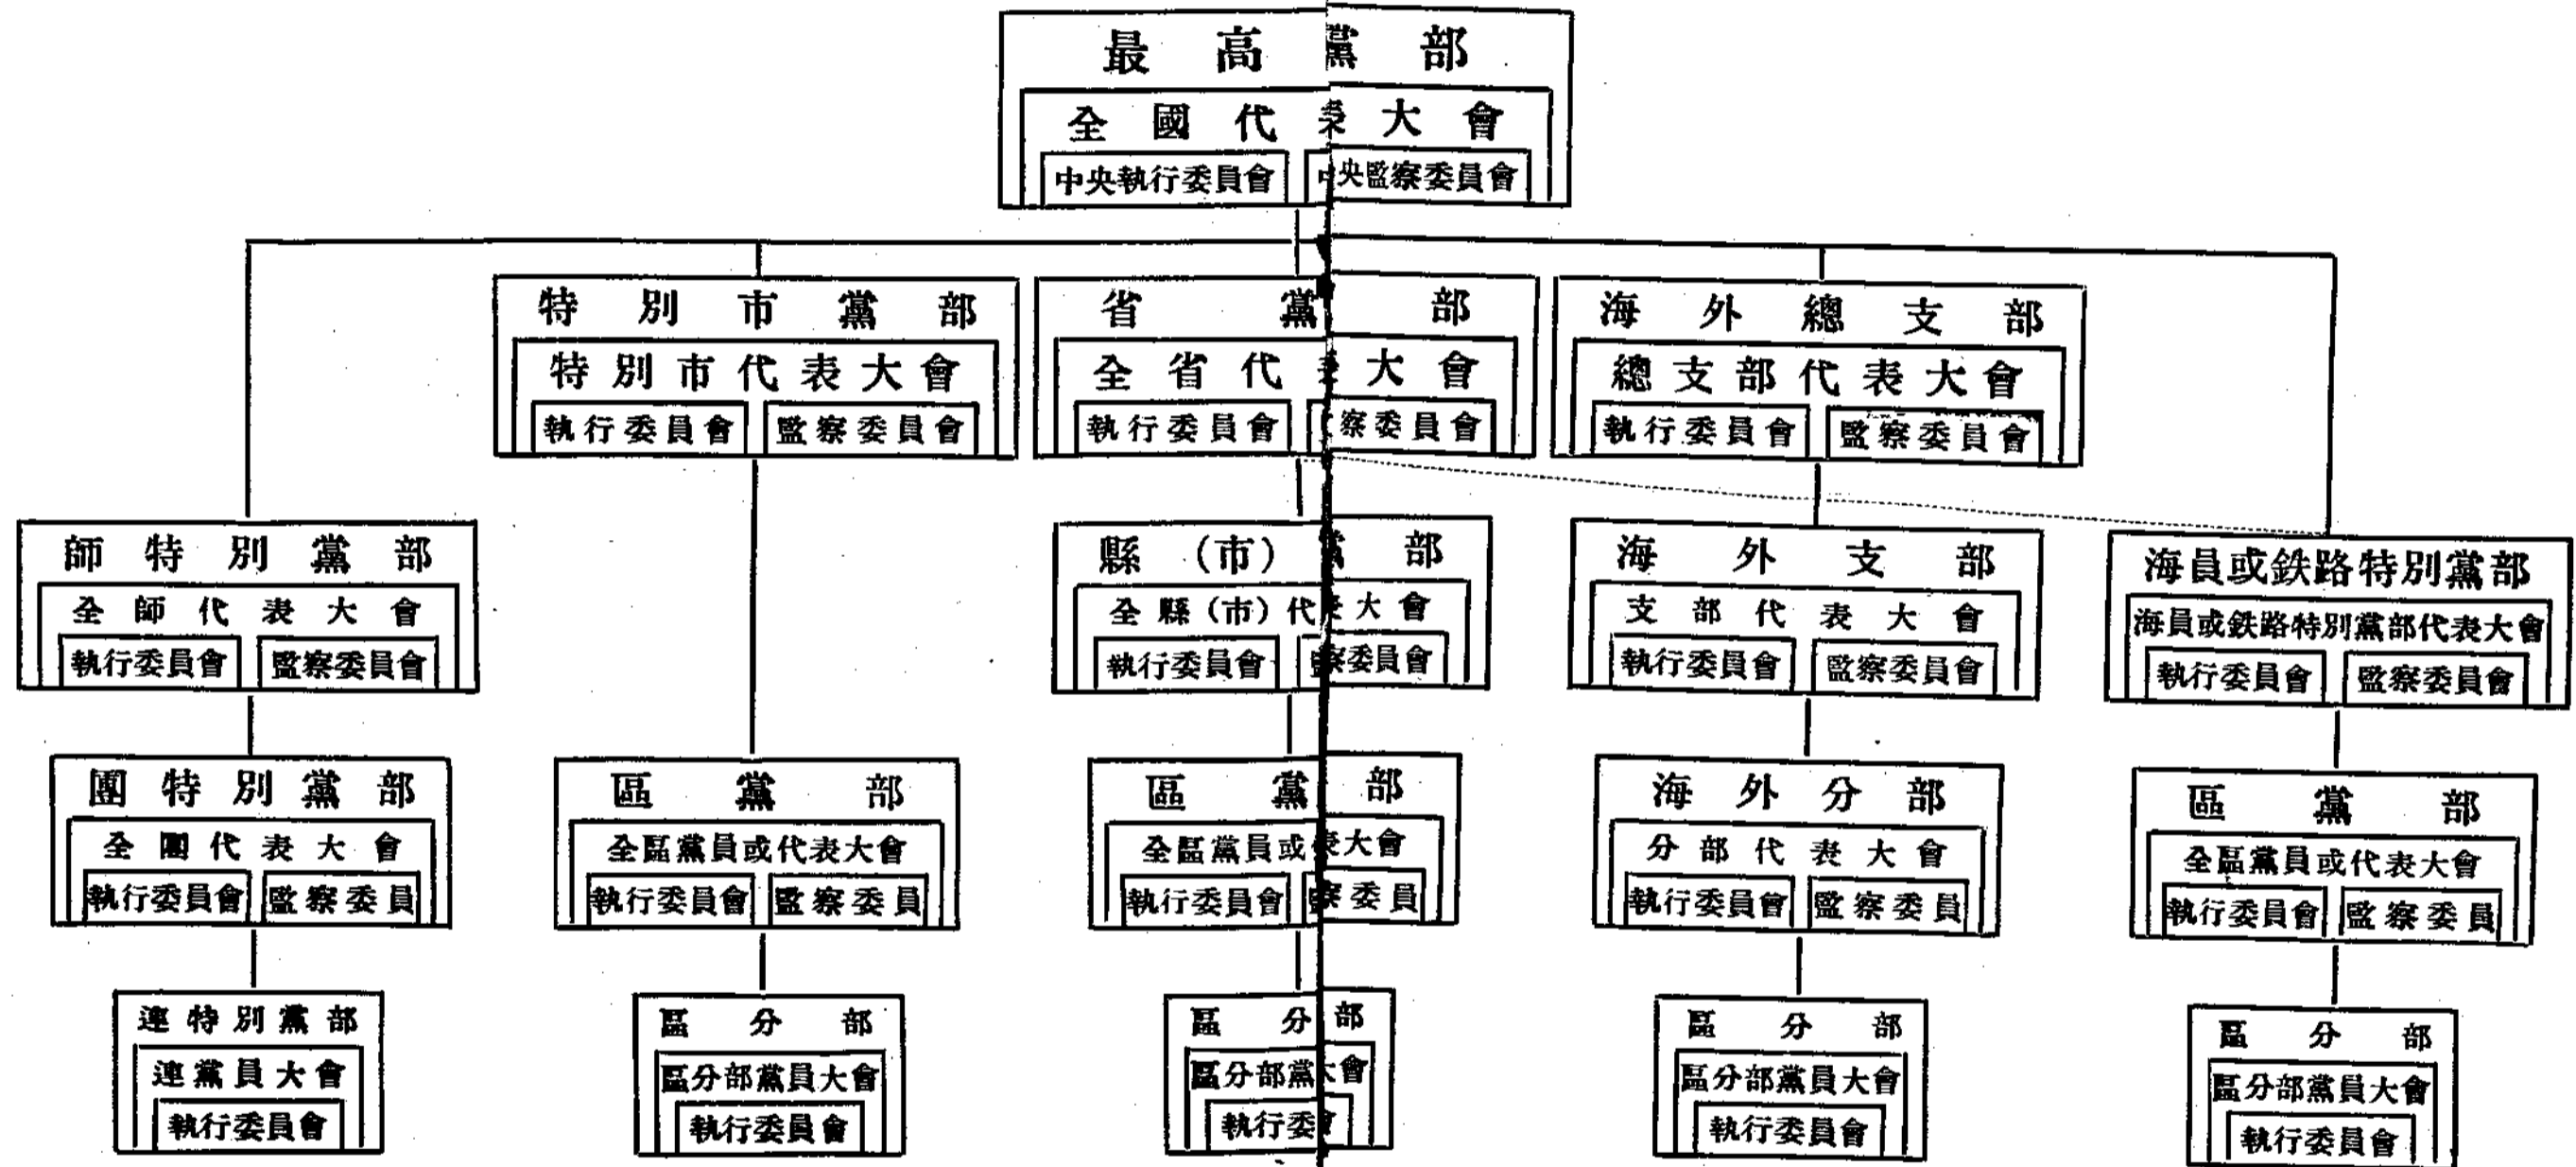 最高黨部
全國代表大會
中央執行委員會 中央監察委員會
特別市黨部
特別市代表大會
執行委員會 監察委員會
省黨部
全省代表大會
執行委員會 察委員會
海外總支部
總支部代表大會
執行委員會 監察委員會
師特別黨部
全師代表大會
執行委員會 監察委員會
縣(市)黨部
全縣(市)代表大會
執行委員會 監察委員會
海外支部
支部代表大會
執行委員會 監察委員會
海員或鉄路特別黨部
海員或鉄路特別黨部代表大會
執行委員會 監察委員會
團特別黨部
全團代表大會
執行委員會 監察委員
區黨部
全區黨員或代表大會
執行委員會 監察委員
區黨部
全區黨員或表大會
執行委員會 監察委員
海外分部
分部代表大會
執行委員會 監察委員
區黨部
全區黨員或代表大會
執行委員會 監察委員
連特別黨部
連黨員大會
執行委員會
區分部
區分部黨員大會
執行委員會
區分部
區分部黨大會
執行委會
區分部
區分部黨員大會
執行委員會
區分部
區分部黨員大會
執行委員會